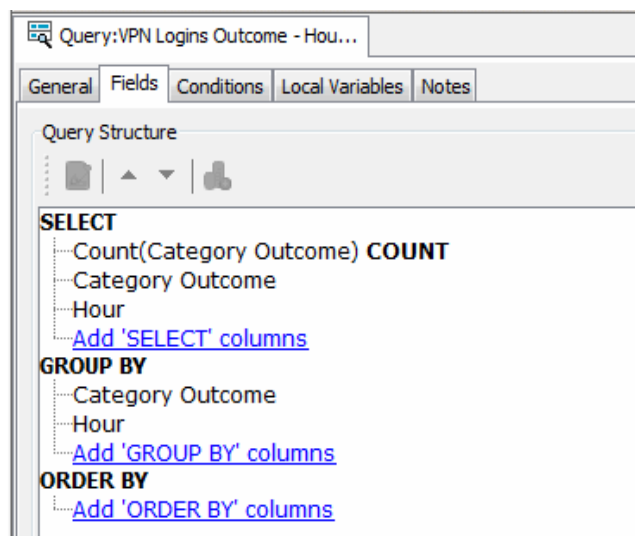 Query:VPN Logins Outcome - Hou...
General Fields Conditions Local Variables Notes
Query Structure
SELECT
Count(Category Outcome) COUNT
Category Outcome
Hour
Add 'SELECT' columns
GROUP BY
Category Outcome
Hour
Add 'GROUP BY' columns
ORDER BY
Add 'ORDER BY' columns